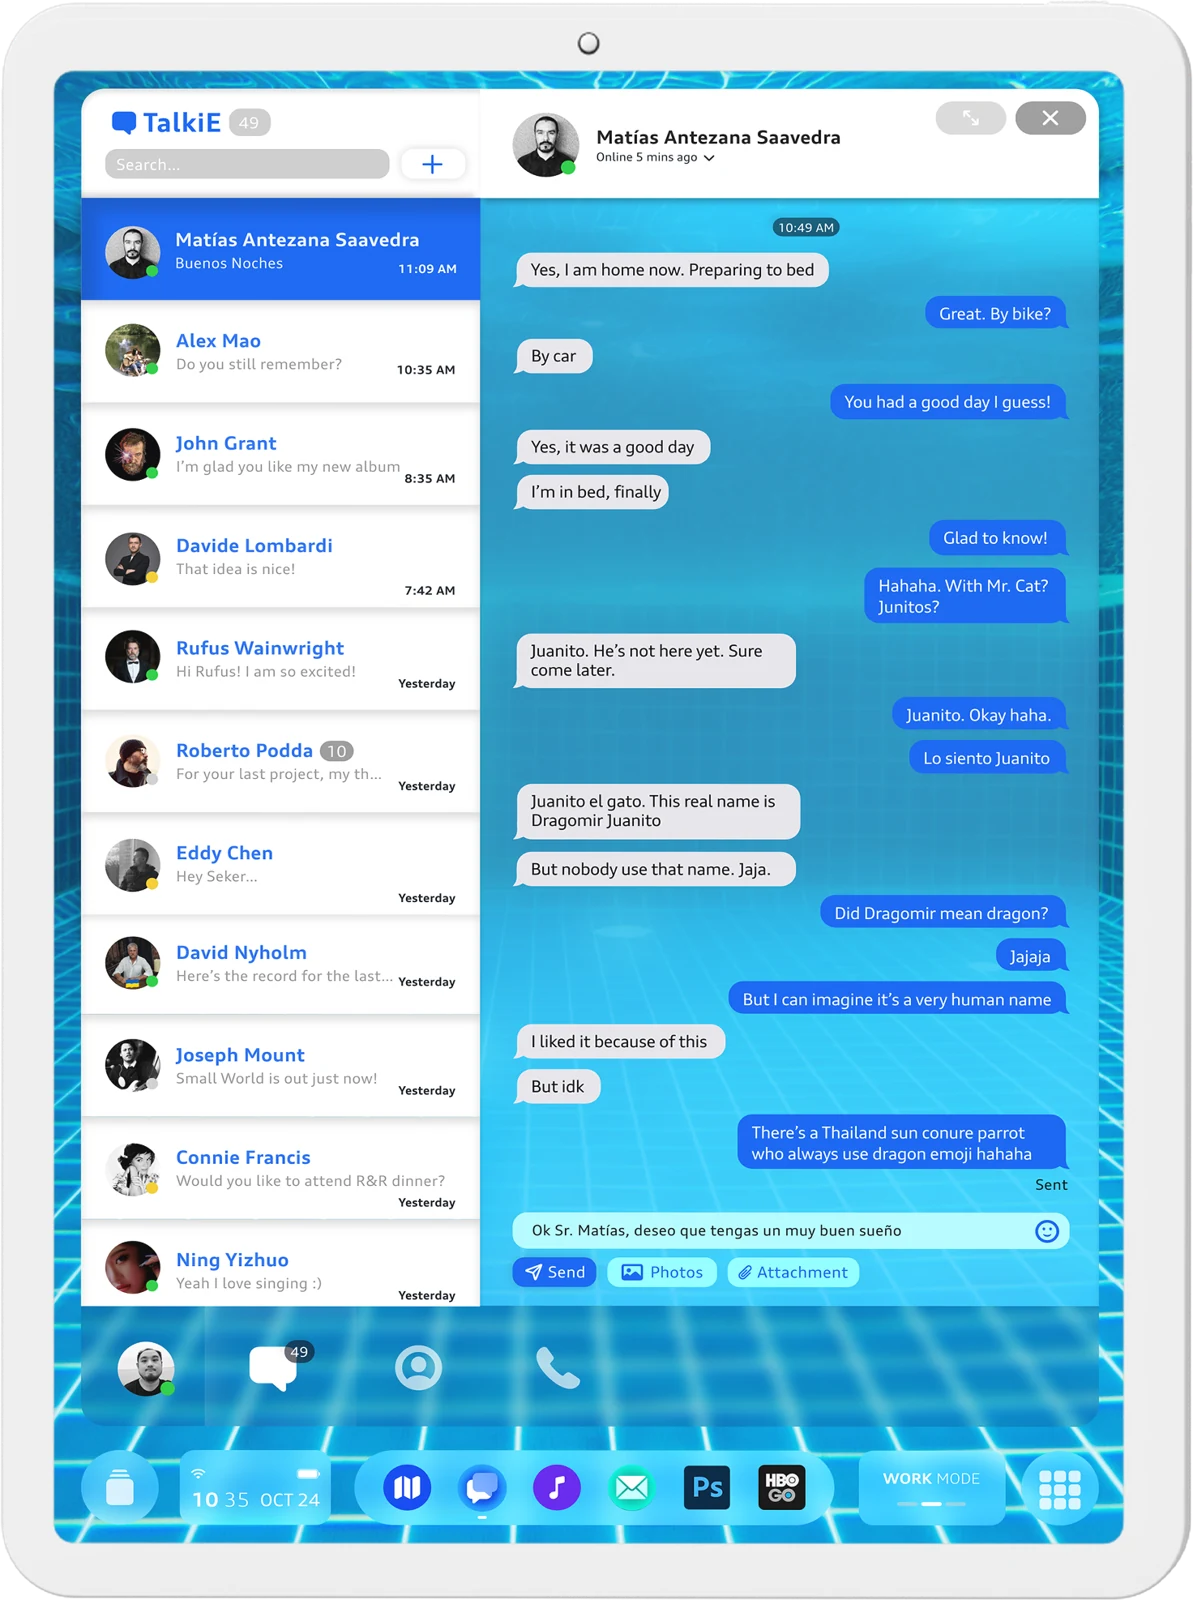 TalkiE 49
Search...
Matías Antezana Saavedra
Buenos Noches
11:09 AM
Alex Mao
Do you still remember?
10:35 AM
John Grant
I'm glad you like my new album
8:35 AM
Davide Lombardi
That idea is nice!
7:42 AM
Rufus Wainwright
Hi Rufus! I am so excited!
Yesterday
Roberto Podda 10
For your last project, my th...
Yesterday
Eddy Chen
Hey Seker...
Yesterday
David Nyholm
Here's the record for the last...
Yesterday
Joseph Mount
Small World is out just now!
Yesterday
Connie Francis
Would you like to attend R&R dinner?
Yesterday
Ning Yizhuo
Yeah I love singing :)
Yesterday
Matías Antezana Saavedra
Online 5 mins ago
10:49 AM
Yes, I am home now. Preparing to bed
Great. By bike?
By car
You had a good day I guess!
Yes, it was a good day
I'm in bed, finally
Glad to know!
Hahaha. With Mr. Cat?
Junitos?
Juanito. He's not here yet. Sure
come later.
Juanito. Okay haha.
Lo siento Juanito
Juanito el gato. This real name is
Dragomir Juanito
But nobody use that name. Jaja.
Did Dragomir mean dragon?
Jajaja
But I can imagine it's a very human name
I liked it because of this
But idk
There's a Thailand sun conure parrot
who always use dragon emoji hahaha
Sent
Ok Sr. Matías, deseo que tengas un muy buen sueño
Send Photos Attachment
49
10 35 OCT 24
Ps
HBO
GO
WORK MODE